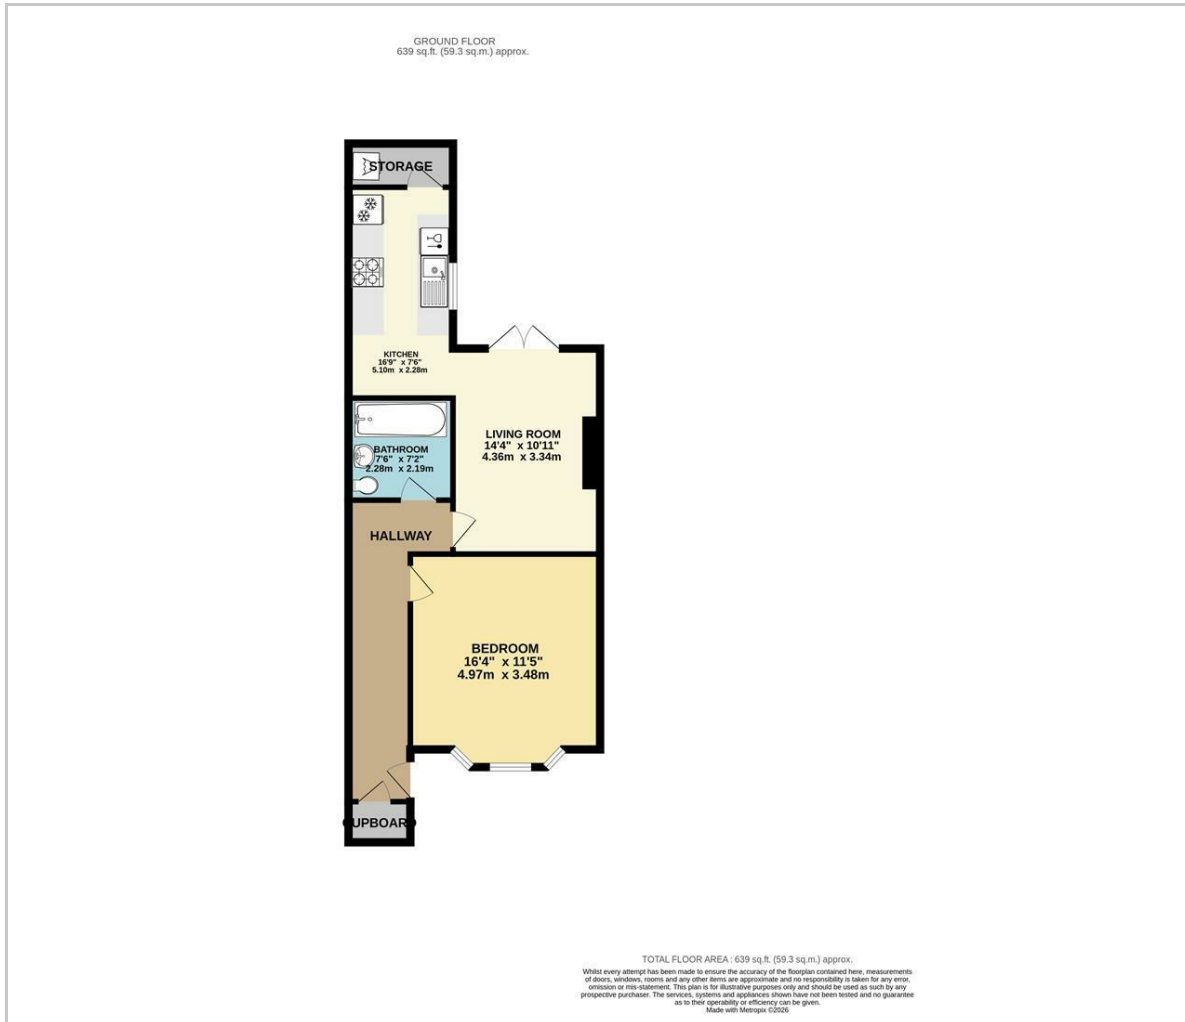 GROUND FLOOR
639 sq.ft. (59.3 sq.m.) approx.
STORAGE
KITCHEN
16'9" x 7'6"
5.10m x 2.28m
LIVING ROOM
14'4" x 10'11"
4.36m x 3.34m
BATHROOM
7'6" x 7'2"
2.28m x 2.19m
HALLWAY
BEDROOM
16'4" x 11'5"
4.97m x 3.48m
CUPBOARD
TOTAL FLOOR AREA : 639 sq.ft. (59.3 sq.m.) approx.
Whilst every attempt has been made to ensure the accuracy of the floorplan contained here, measurements
of doors, windows, rooms and any other items are approximate and no responsibility is taken for any error,
omission or mis-statement. This plan is for illustrative purposes only and should be used as such by any
prospective purchaser. The services, systems and appliances shown have not been tested and no guarantee
as to their operability or efficiency can be given.
Made with Metropix ©2026